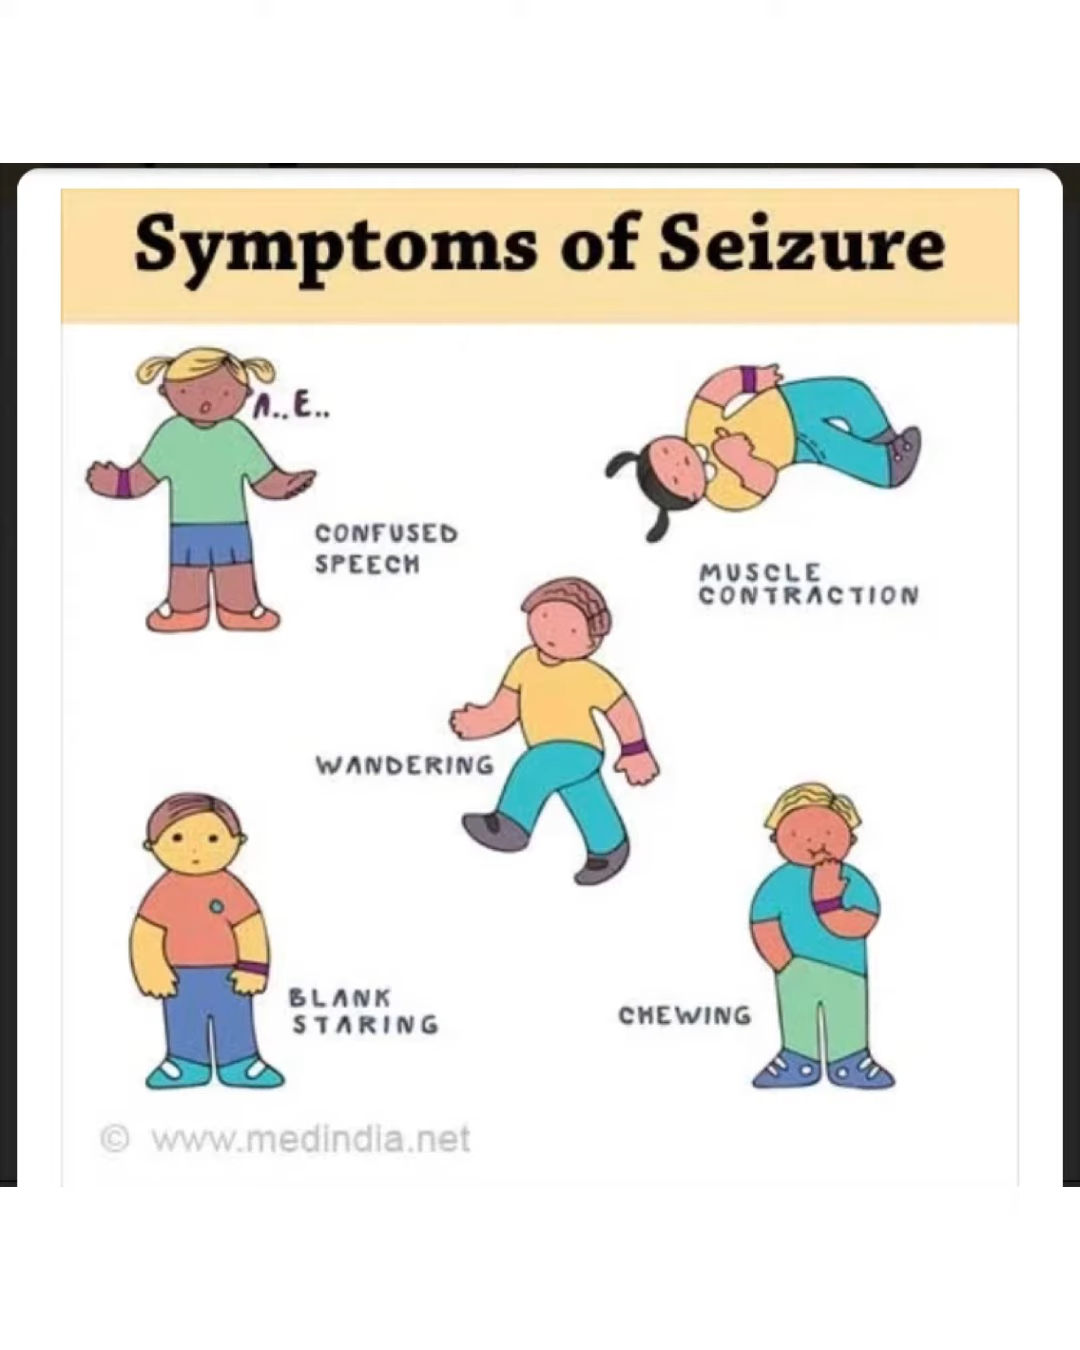 Symptoms of Seizure
A..E..
CONFUSED
SPEECH
MUSCLE
CONTRACTION
WANDERING
BLANK
STARING
CHEWING
© www.medindia.net